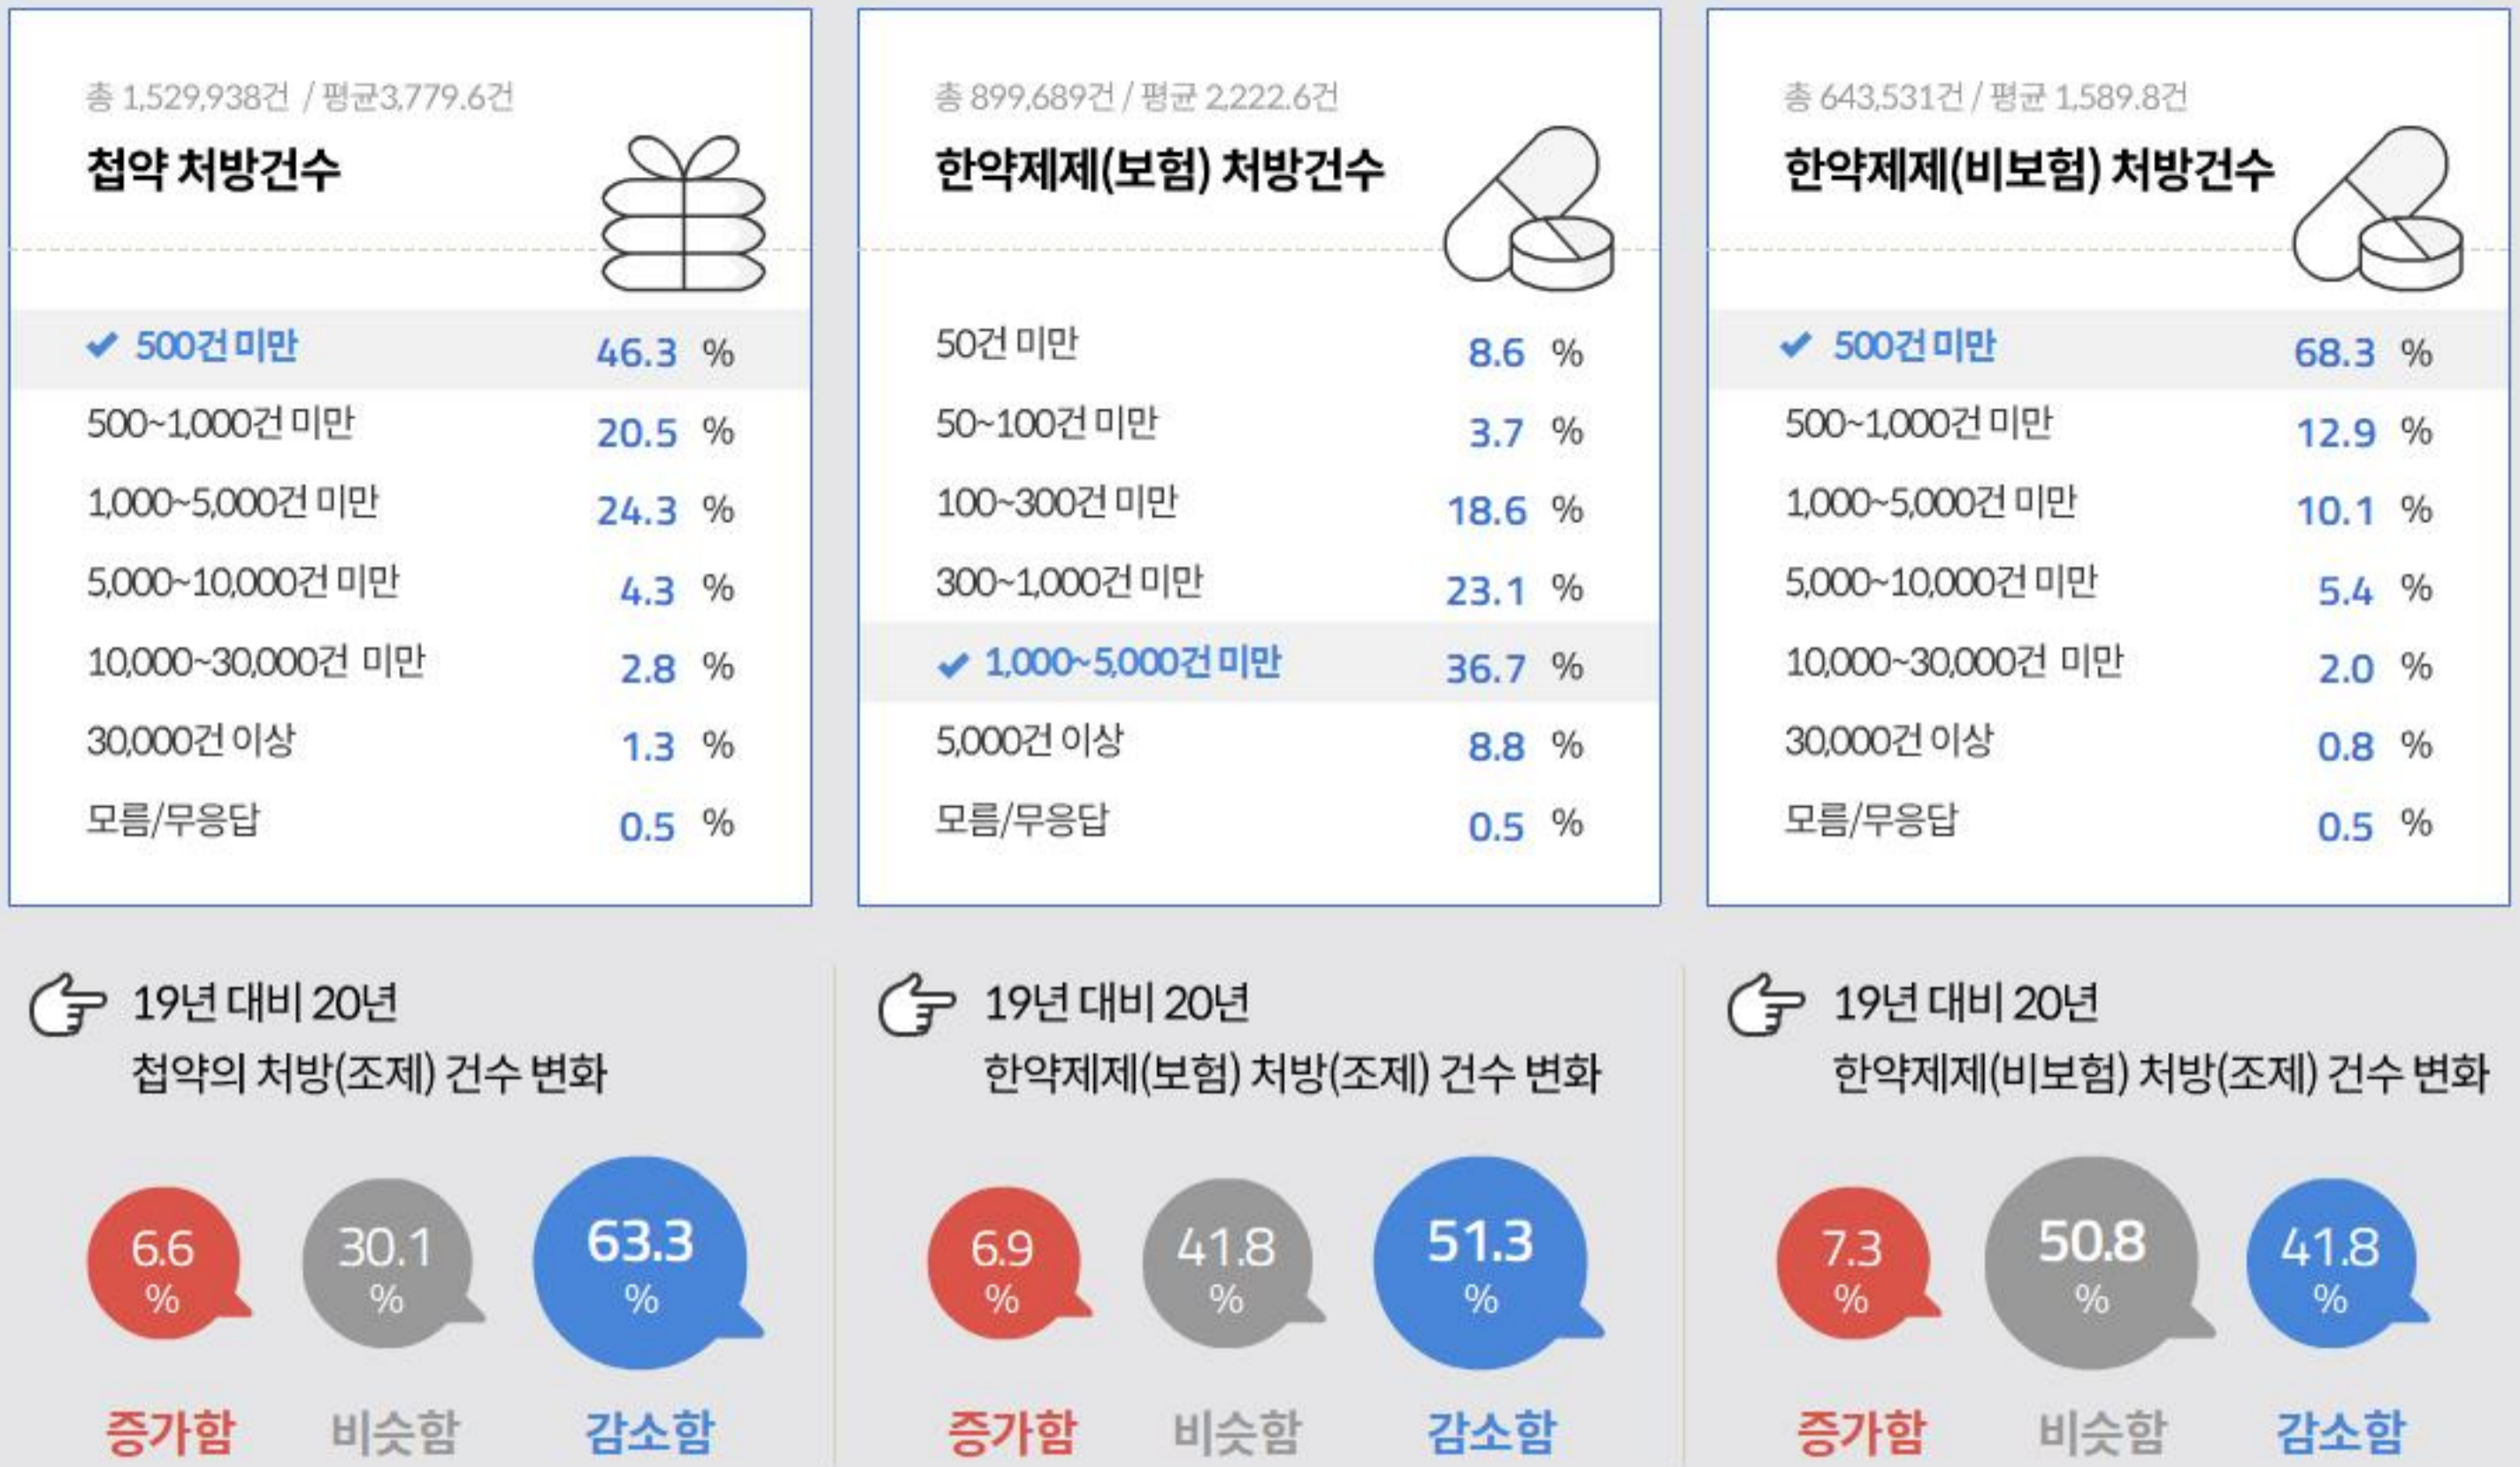 총 1,529,938건 / 평균3,779.6건
첩약 처방건수
✔ 500건 미만 46.3 %
500~1,000건 미만 20.5 %
1,000~5,000건 미만 24.3 %
5,000~10,000건 미만 4.3 %
10,000~30,000건 미만 2.8 %
30,000건 이상 1.3 %
모름/무응답 0.5 %
총 899,689건 / 평균 2,222.6건
한약제제(보험) 처방건수
50건 미만 8.6 %
50~100건 미만 3.7 %
100~300건 미만 18.6 %
300~1,000건 미만 23.1 %
✔ 1,000~5,000건 미만 36.7 %
5,000건 이상 8.8 %
모름/무응답 0.5 %
총 643,531건 / 평균 1,589.8건
한약제제(비보험) 처방건수
✔ 500건 미만 68.3 %
500~1,000건 미만 12.9 %
1,000~5,000건 미만 10.1 %
5,000~10,000건 미만 5.4 %
10,000~30,000건 미만 2.0 %
30,000건 이상 0.8 %
모름/무응답 0.5 %
19년 대비 20년
첩약의 처방(조제) 건수 변화
6.6 % 30.1 % 63.3 %
증가함 비슷함 감소함
19년 대비 20년
한약제제(보험) 처방(조제) 건수 변화
6.9 % 41.8 % 51.3 %
증가함 비슷함 감소함
19년 대비 20년
한약제제(비보험) 처방(조제) 건수 변화
7.3 % 50.8 % 41.8 %
증가함 비슷함 감소함